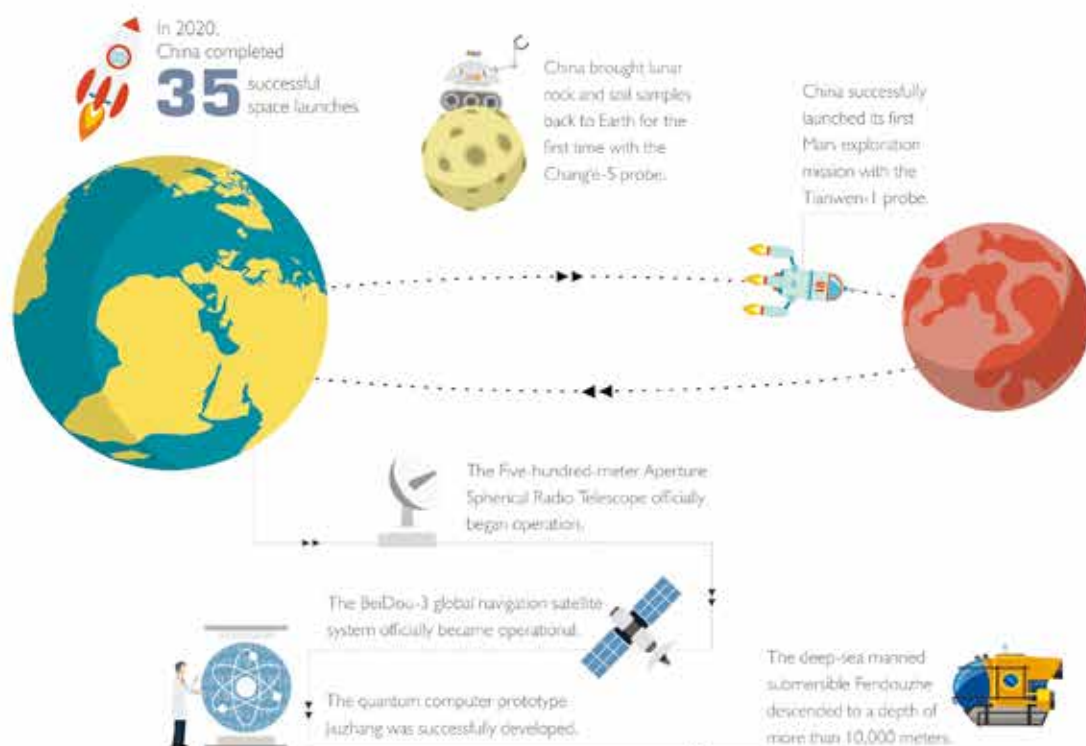 In 2020,
China completed
35 successful
space launches
China brought lunar
rock and soil samples
back to Earth for the
first time with the
Chang'e-5 probe.
China successfully
launched its first
Mars exploration
mission with the
Tianwen-1 probe.
The Five-hundred-meter Aperture
Spherical Radio Telescope officially
began operation.
The BeiDou-3 global navigation satellite
system officially became operational.
The quantum computer prototype
Jiuzhang was successfully developed.
The deep-sea manned
submersible Fendouzhe
descended to a depth of
more than 10,000 meters.